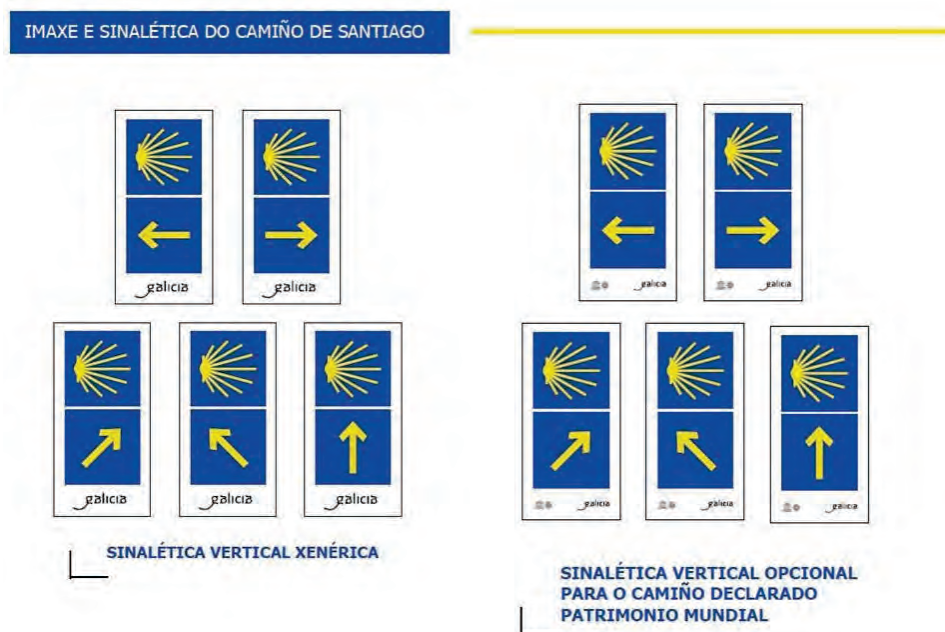 IMAXE E SINALÉTICA DO CAMIÑO DE SANTIAGO
galicia
galicia
galicia
galicia
galicia
galicia
galicia
SINALÉTICA VERTICAL XENÉRICA
galicia
galicia
galicia
SINALÉTICA VERTICAL OPCIONAL
PARA O CAMIÑO DECLARADO
PATRIMONIO MUNDIAL